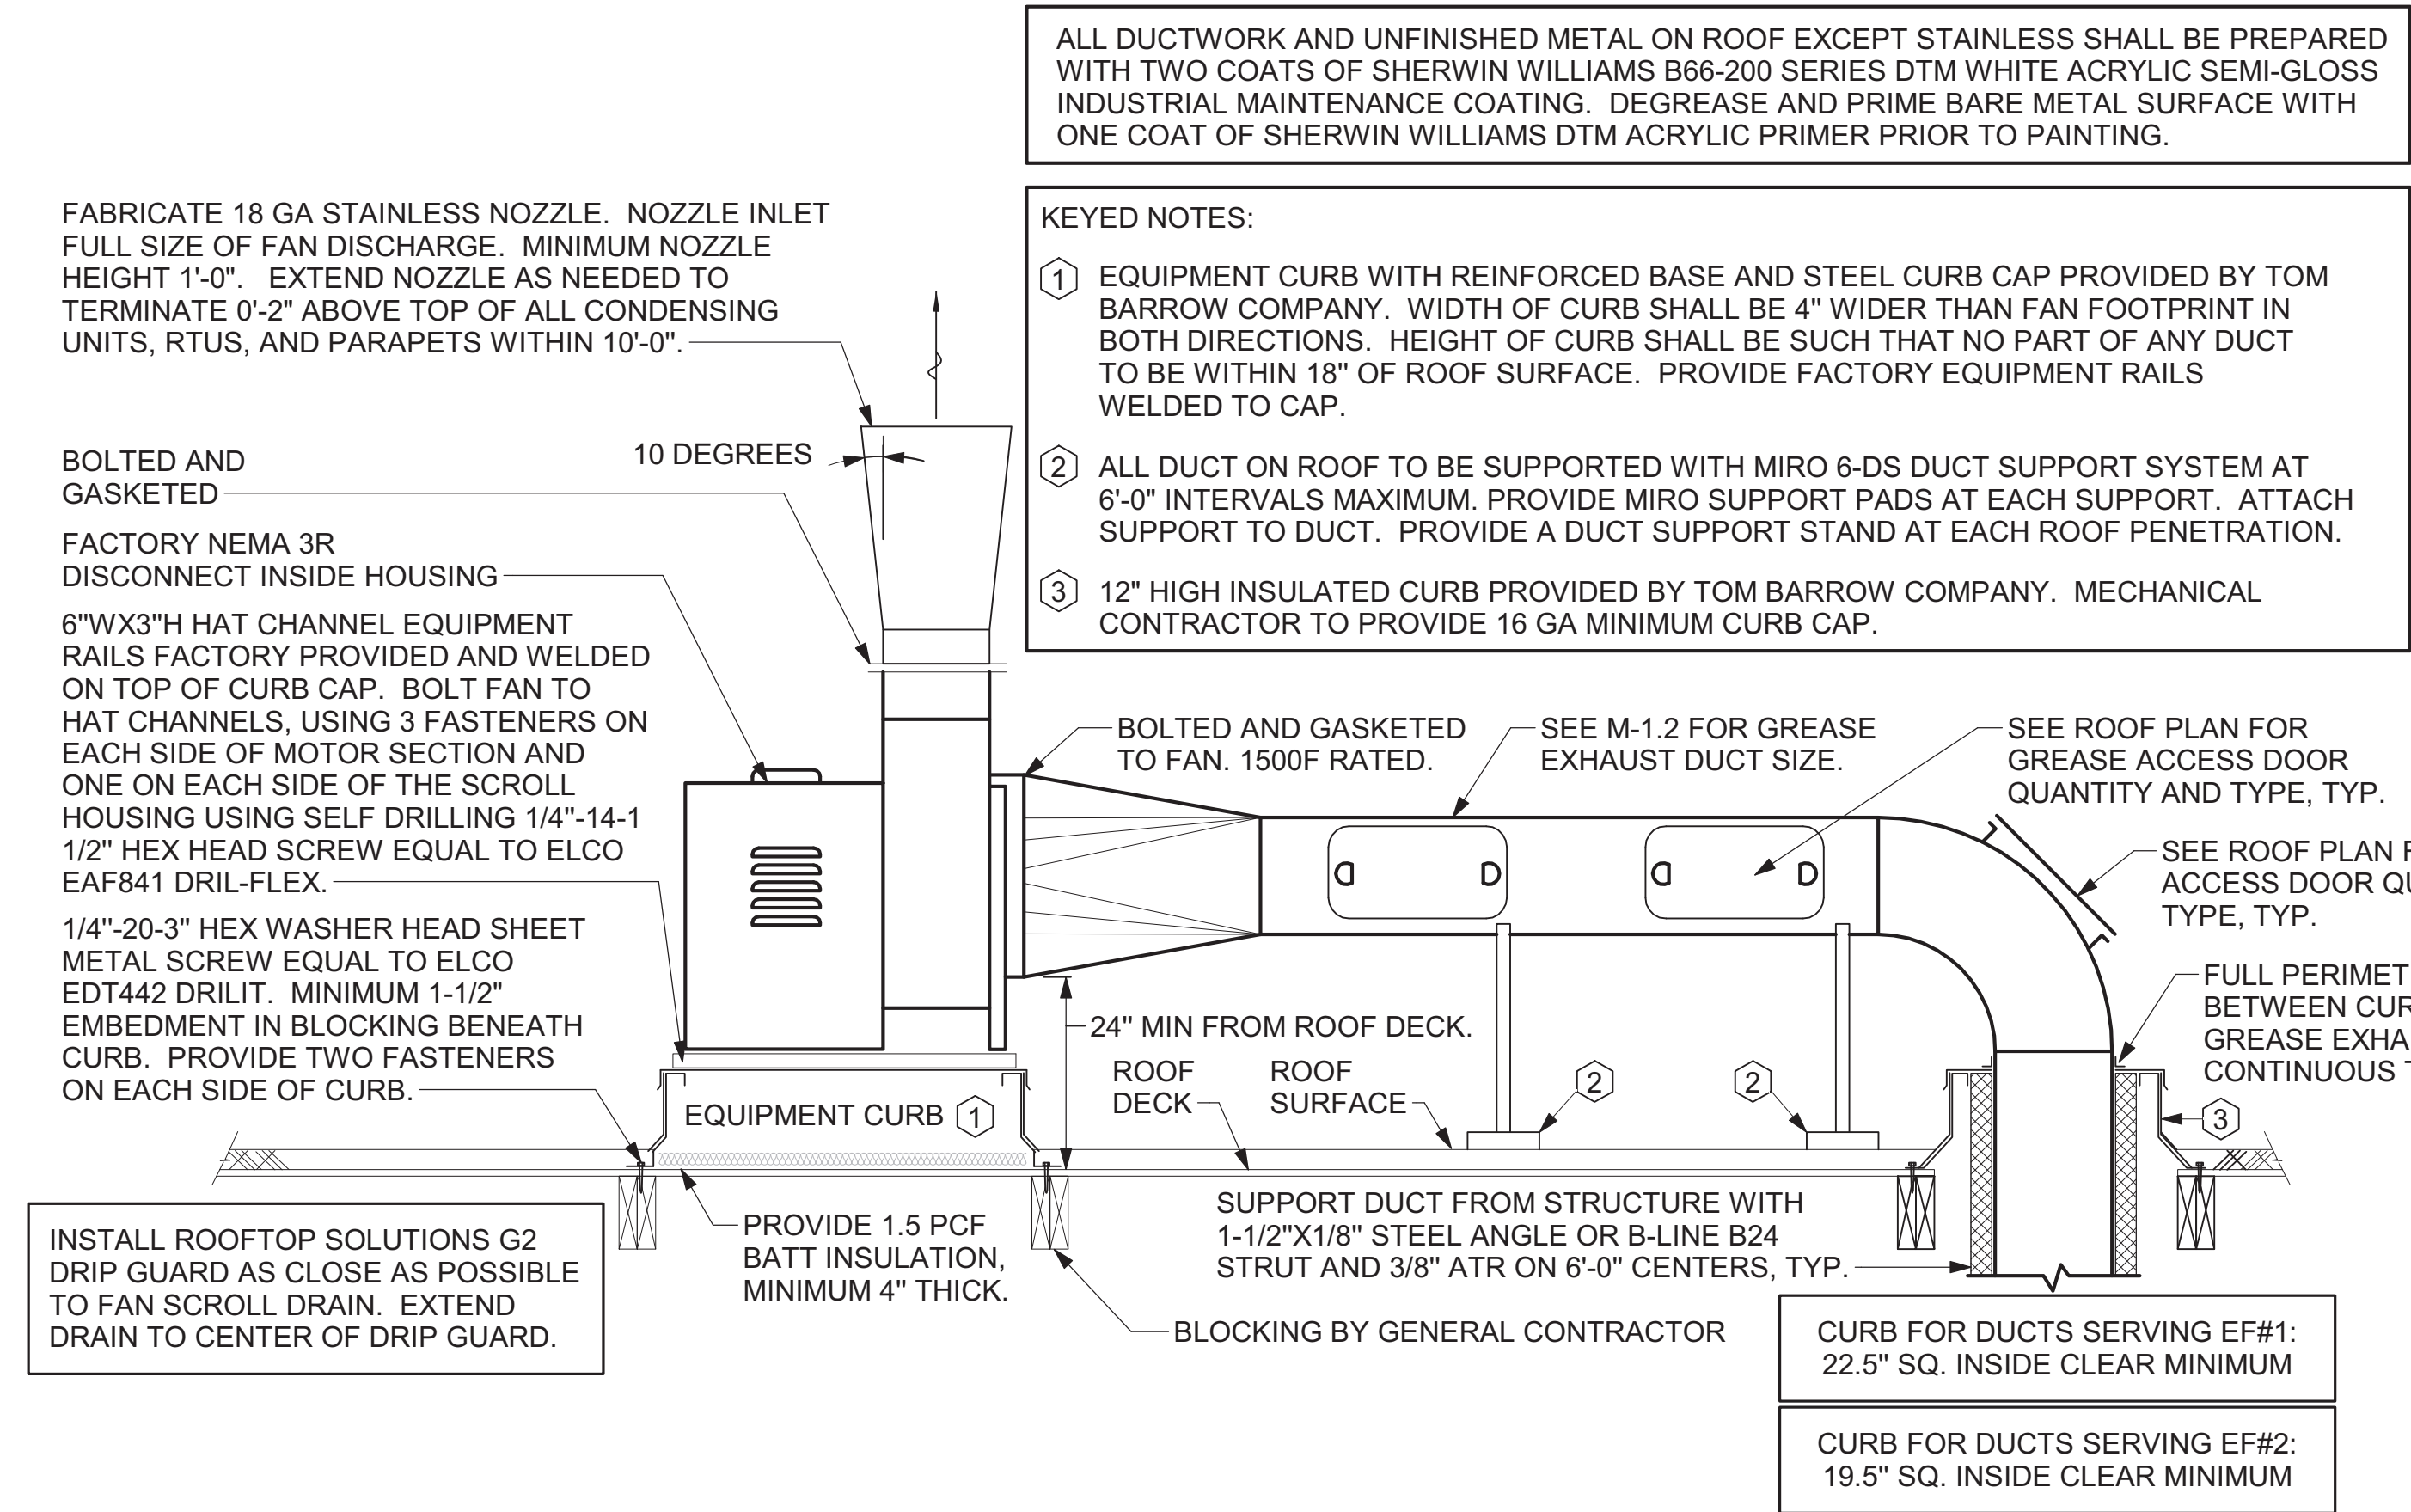 ALL DUCTWORK AND UNFINISHED METAL ON ROOF EXCEPT STAINLESS SHALL BE PREPARED
WITH TWO COATS OF SHERWIN WILLIAMS B66-200 SERIES DTM WHITE ACRYLIC SEMI-GLOSS
INDUSTRIAL MAINTENANCE COATING. DEGREASE AND PRIME BARE METAL SURFACE WITH
ONE COAT OF SHERWIN WILLIAMS DTM ACRYLIC PRIMER PRIOR TO PAINTING.
FABRICATE 18 GA STAINLESS NOZZLE. NOZZLE INLET
FULL SIZE OF FAN DISCHARGE. MINIMUM NOZZLE
HEIGHT 1'-0". EXTEND NOZZLE AS NEEDED TO
TERMINATE 0'-2" ABOVE TOP OF ALL CONDENSING
UNITS, RTUS, AND PARAPETS WITHIN 10'-0".
KEYED NOTES:
1 EQUIPMENT CURB WITH REINFORCED BASE AND STEEL CURB CAP PROVIDED BY TOM
BARROW COMPANY. WIDTH OF CURB SHALL BE 4" WIDER THAN FAN FOOTPRINT IN
BOTH DIRECTIONS. HEIGHT OF CURB SHALL BE SUCH THAT NO PART OF ANY DUCT
TO BE WITHIN 18" OF ROOF SURFACE. PROVIDE FACTORY EQUIPMENT RAILS
WELDED TO CAP.
2 ALL DUCT ON ROOF TO BE SUPPORTED WITH MIRO 6-DS DUCT SUPPORT SYSTEM AT
6'-0" INTERVALS MAXIMUM. PROVIDE MIRO SUPPORT PADS AT EACH SUPPORT. ATTACH
SUPPORT TO DUCT. PROVIDE A DUCT SUPPORT STAND AT EACH ROOF PENETRATION.
3 12" HIGH INSULATED CURB PROVIDED BY TOM BARROW COMPANY. MECHANICAL
CONTRACTOR TO PROVIDE 16 GA MINIMUM CURB CAP.
10 DEGREES
BOLTED AND
GASKETED
FACTORY NEMA 3R
DISCONNECT INSIDE HOUSING
6"WX3"H HAT CHANNEL EQUIPMENT
RAILS FACTORY PROVIDED AND WELDED
ON TOP OF CURB CAP. BOLT FAN TO
HAT CHANNELS, USING 3 FASTENERS ON
EACH SIDE OF MOTOR SECTION AND
ONE ON EACH SIDE OF THE SCROLL
HOUSING USING SELF DRILLING 1/4"-14-1
1/2" HEX HEAD SCREW EQUAL TO ELCO
EAF841 DRIL-FLEX.
1/4"-20-3" HEX WASHER HEAD SHEET
METAL SCREW EQUAL TO ELCO
EDT442 DRILIT. MINIMUM 1-1/2"
EMBEDMENT IN BLOCKING BENEATH
CURB. PROVIDE TWO FASTENERS
ON EACH SIDE OF CURB.
BOLTED AND GASKETED
TO FAN. 1500F RATED.
SEE M-1.2 FOR GREASE
EXHAUST DUCT SIZE.
SEE ROOF PLAN FOR
GREASE ACCESS DOOR
QUANTITY AND TYPE, TYP.
SEE ROOF PLAN
ACCESS DOOR
TYPE, TYP.
FULL
BETWEEN
GREASE
CONTINUOUS
24" MIN FROM ROOF DECK.
ROOF
DECK
ROOF
SURFACE
2
2
3
EQUIPMENT CURB 1
INSTALL ROOFTOP SOLUTIONS G2
DRIP GUARD AS CLOSE AS POSSIBLE
TO FAN SCROLL DRAIN. EXTEND
DRAIN TO CENTER OF DRIP GUARD.
PROVIDE 1.5 PCF
BATT INSULATION,
MINIMUM 4" THICK.
SUPPORT DUCT FROM STRUCTURE WITH
1-1/2"X1/8" STEEL ANGLE OR B-LINE B24
STRUT AND 3/8" ATR ON 6'-0" CENTERS, TYP.
BLOCKING BY GENERAL CONTRACTOR
CURB FOR DUCTS SERVING EF#1:
22.5" SQ. INSIDE CLEAR MINIMUM
CURB FOR DUCTS SERVING EF#2:
19.5" SQ. INSIDE CLEAR MINIMUM